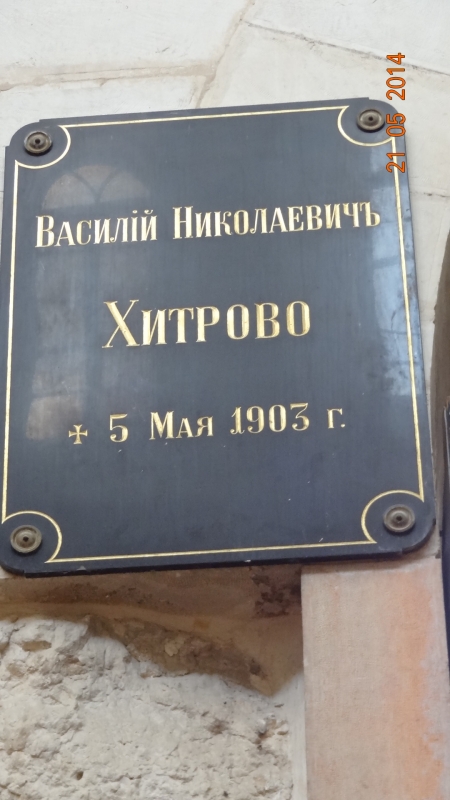 Василій Николаевичъ
Хитрово
✠ 5 Мая 1903 г.
21 05 2014